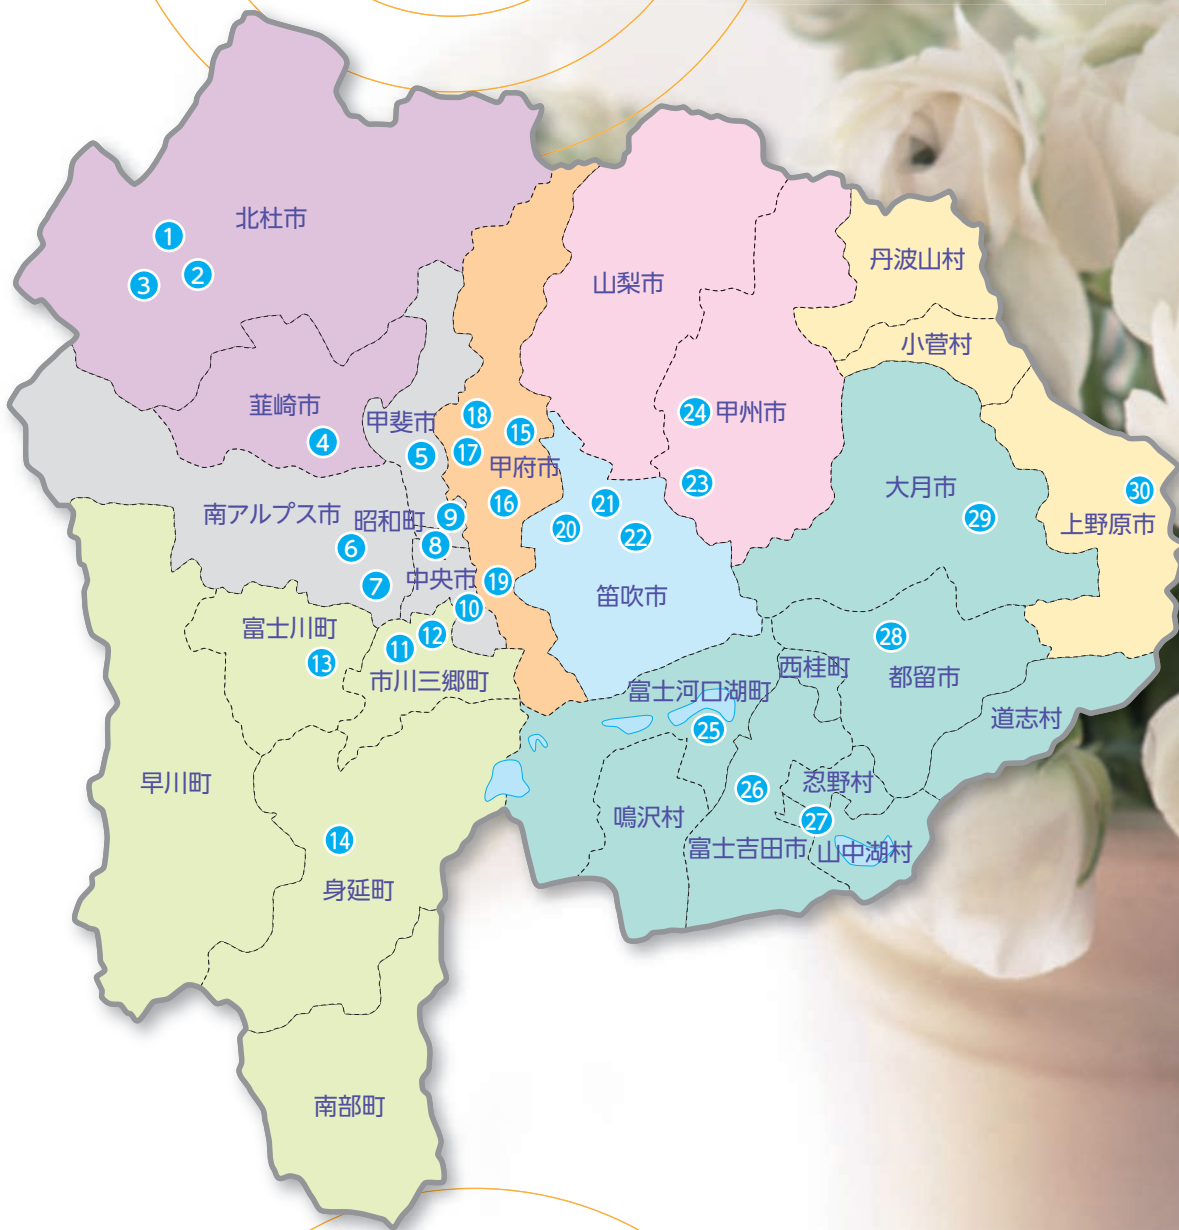 北杜市
1
2
3
山梨市
丹波山村
小菅村
韮崎市
4
甲斐市
5
18
15
17
甲府市
16
24 甲州市
23
大月市
29
30
上野原市
南アルプス市
昭和町
9
6
8
7
中央市
19
10
21
20
22
笛吹市
富士川町
13
11
12
市川三郷町
28
西桂町
都留市
富士河口湖町
25
道志村
早川町
14
身延町
鳴沢村
26
忍野村
27
富士吉田市
山中湖村
南部町